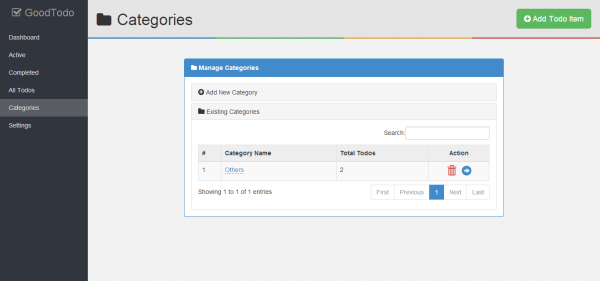 GoodTodo
Dashboard
Active
Completed
All Todos
Categories
Settings
Categories
Add Todo Item
Manage Categories
Add New Category
Existing Categories
Search:
# Category Name Total Todos Action
1 Others 2
Showing 1 to 1 of 1 entries
First Previous 1 Next Last